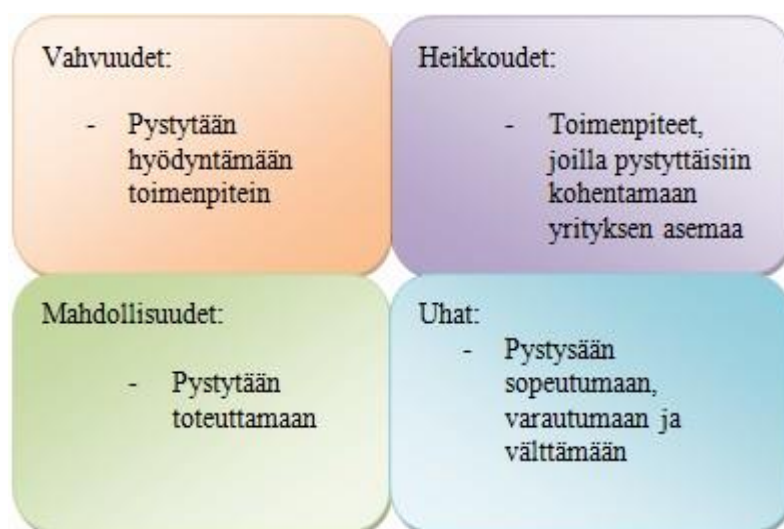 Vahvuudet:
- Pystytään
hyödyntämään
toimenpitein
Heikkoudet:
- Toimenpiteet,
joilla pystyttäisiin
kohentamaan
yrityksen asemaa
Mahdollisuudet:
- Pystytään
toteuttamaan
Uhat:
- Pystysään
sopeutumaan,
varautumaan ja
välttämään